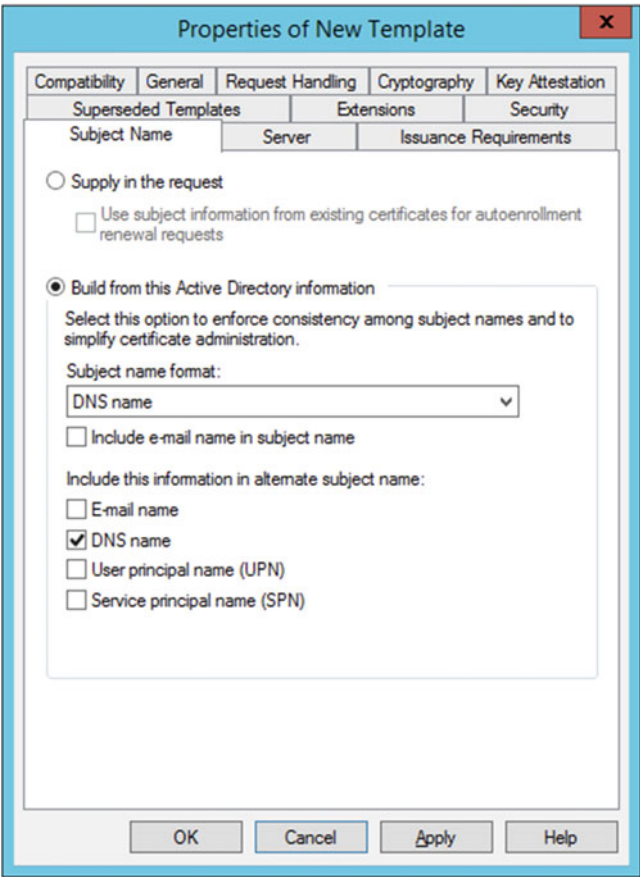 Properties of New Template
x
Compatibility General Request Handling Cryptography Key Attestation
Superseded Templates Extensions Security
Subject Name Server Issuance Requirements
Supply in the request
Use subject information from existing certificates for autoenrollment
renewal requests
Build from this Active Directory information
Select this option to enforce consistency among subject names and to
simplify certificate administration.
Subject name format:
DNS name
Include e-mail name in subject name
Include this information in alternate subject name:
E-mail name
DNS name
User principal name (UPN)
Service principal name (SPN)
OK Cancel Apply Help